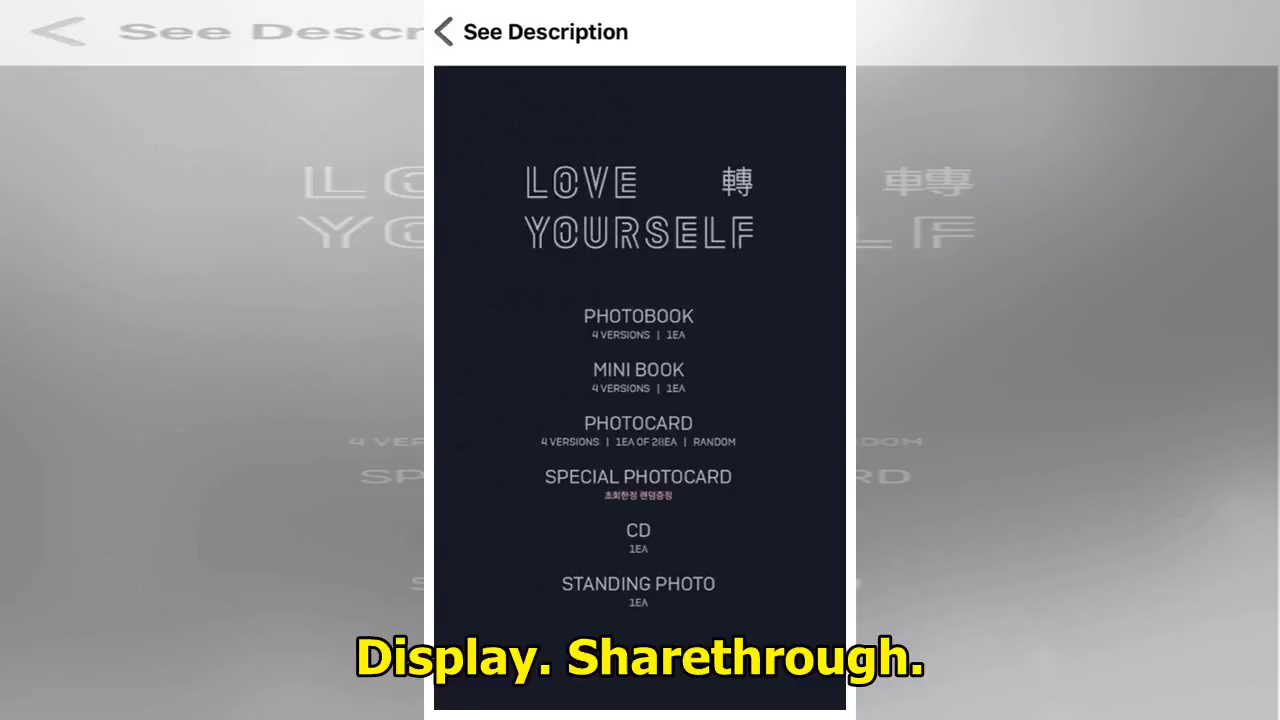 See Description
LOVE 轉
YOURSELF
PHOTOBOOK
4 VERSIONS | 1EA
MINI BOOK
4 VERSIONS | 1EA
PHOTOCARD
4 VERSIONS | 1EA OF 28EA | RANDOM
SPECIAL PHOTOCARD
초회한정 랜덤증정
CD
1EA
STANDING PHOTO
1EA
Display. Sharethrough.